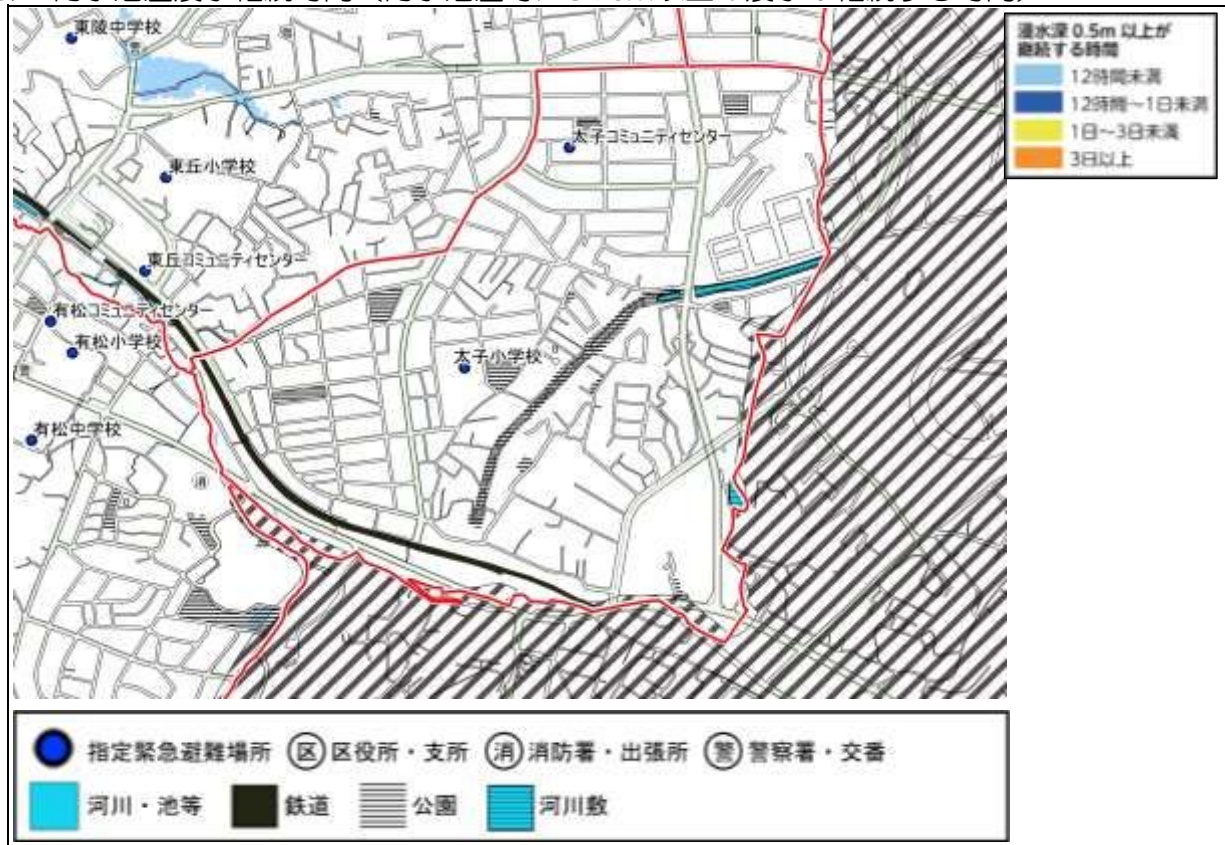 東陵中学校
太子コミュニティセンター
東丘小学校
東丘コミュニティセンター
有松コミュニティセンター
有松小学校
太子小学校
有松中学校
消
浸水深 0.5m 以上が
継続する時間
12時間未満
12時間~1日未満
1日~3日未満
3日以上
指定緊急避難場所 区 区役所・支所 消 消防署・出張所 警 警察署・交番
河川・池等 鉄道 公園 河川敷